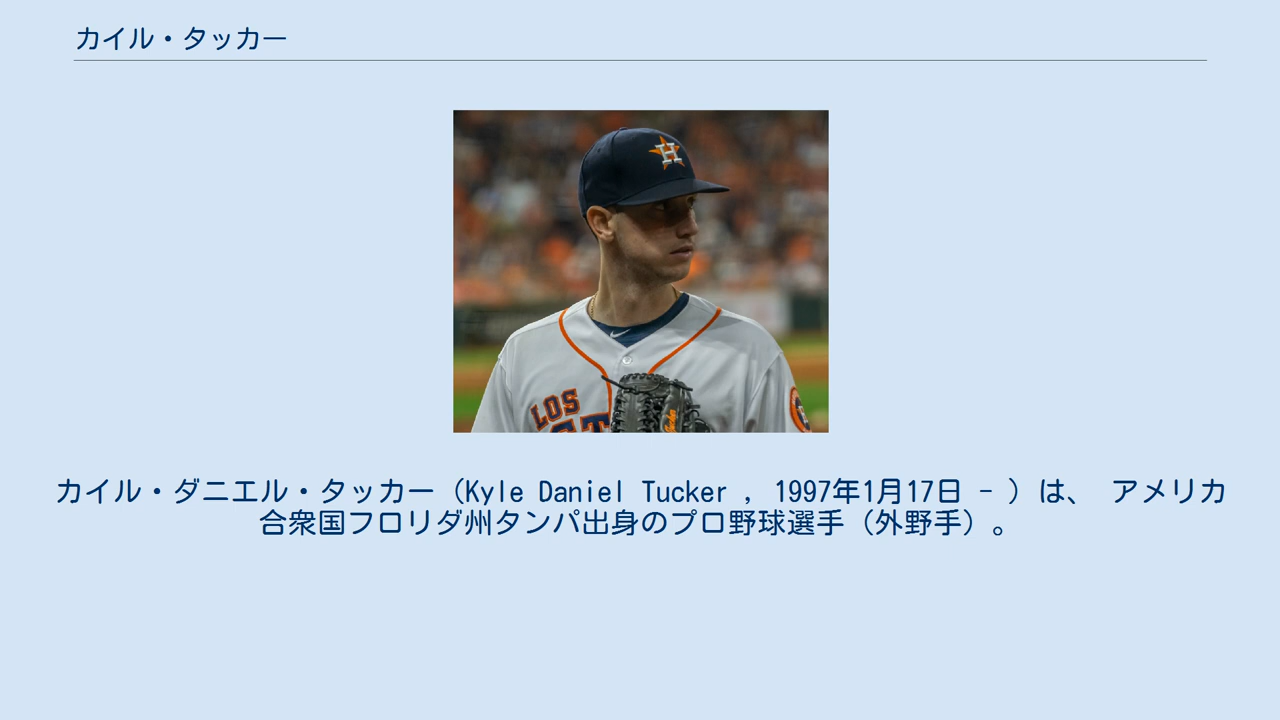 カイル・タッカー
H
LOS
カイル・ダニエル・タッカー（Kyle Daniel Tucker , 1997年1月17日 - ）は、 アメリカ
合衆国フロリダ州タンパ出身のプロ野球選手（外野手）。